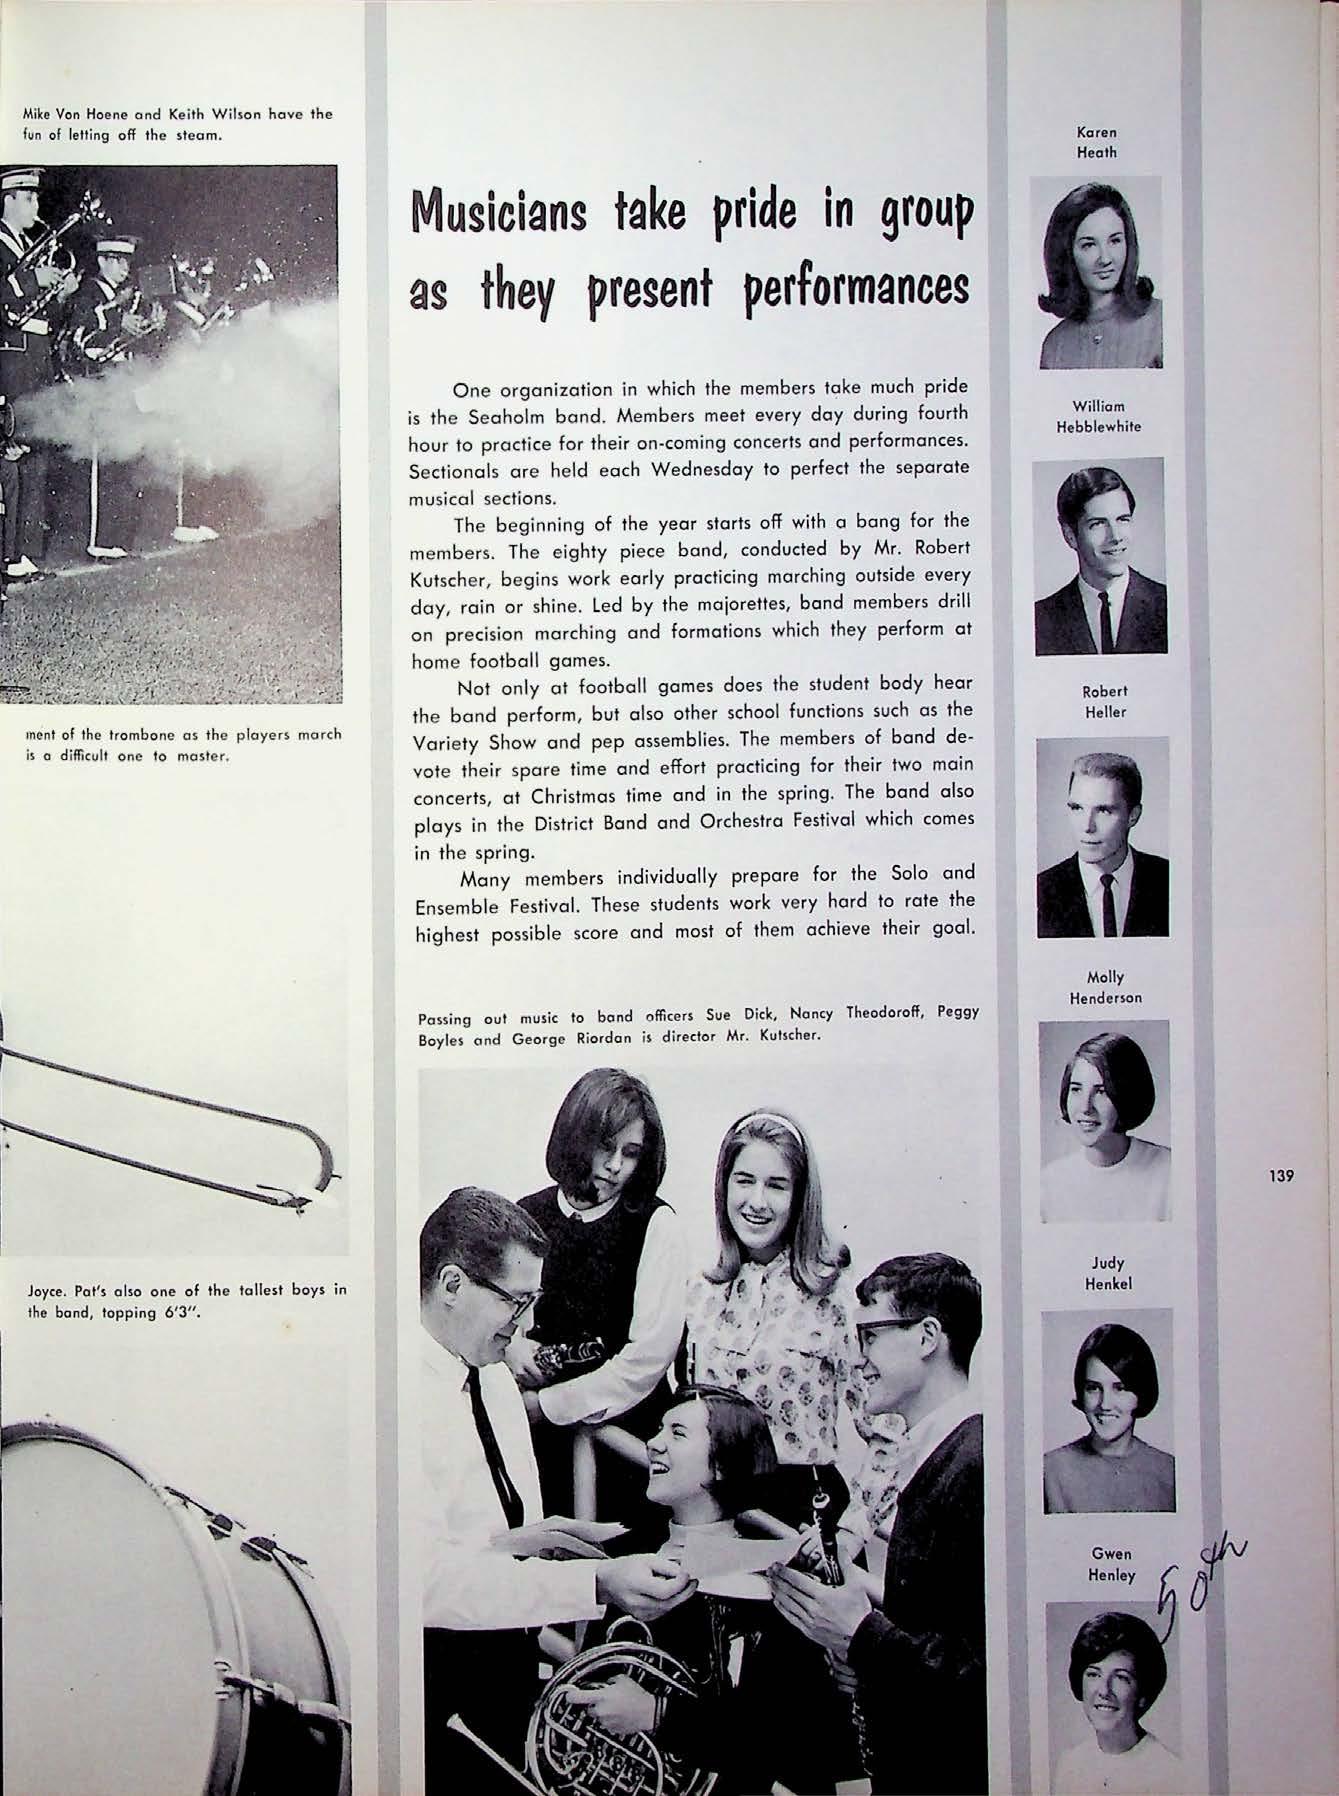 Mike Von Hoene and Keith Wilson have the
fun of letting off the steam.
ment of the trombone as the players march
is a difficult one to master.
Joyce. Pat's also one of the tallest boys in
the band, topping 6'3".
Musicians take pride in group
as they present performances
One organization in which the members take much pride
is the Seaholm band. Members meet every day during fourth
hour to practice for their on-coming concerts and performances.
Sectionals are held each Wednesday to perfect the separate
musical sections.
The beginning of the year starts off with a bang for the
members. The eighty piece band, conducted by Mr. Robert
Kutscher, begins work early practicing marching outside every
day, rain or shine. Led by the majorettes, band members drill
on precision marching and formations which they perform at
home football games.
Not only at football games does the student body hear
the band perform, but also other school functions such as the
Variety Show and pep assemblies. The members of band de-
vote their spare time and effort practicing for their two main
concerts, at Christmas time and in the spring. The band also
plays in the District Band and Orchestra Festival which comes
in the spring.
Many members individually prepare for the Solo and
Ensemble Festival. These students work very hard to rate the
highest possible score and most of them achieve their goal.
Passing out music to band officers Sue Dick, Nancy Theodoroff, Peggy
Boyles and George Riordan is director Mr. Kutscher.
Karen
Heath
William
Hebblewhite
Robert
Heller
Molly
Henderson
Judy
Henkel
Gwen
Henley
50th
139